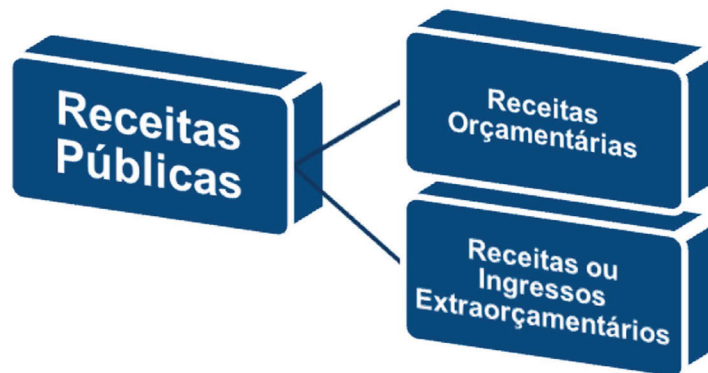 Receitas
Públicas
Receitas
Orçamentárias
Receitas ou
Ingressos
Extraorçamentários